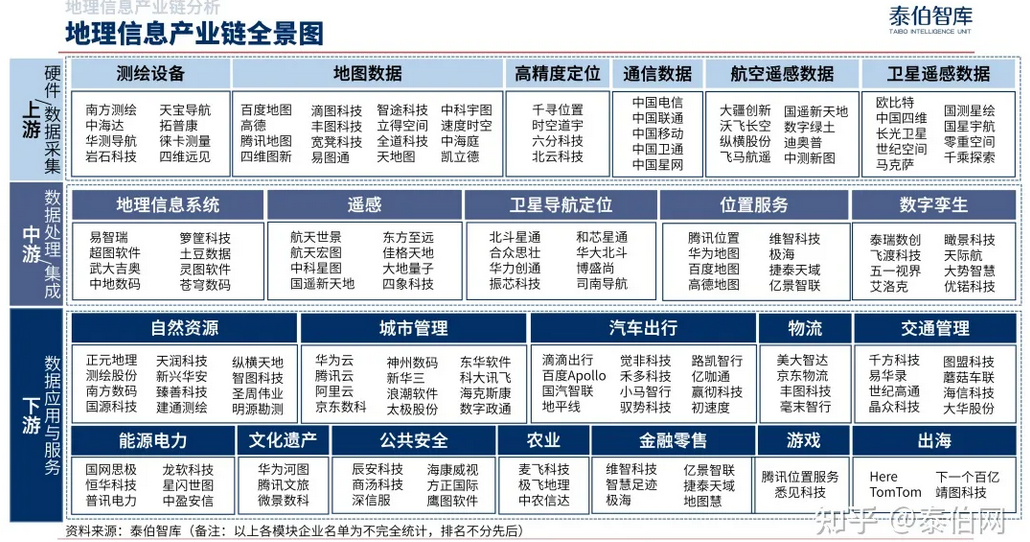 地理信息产业链分析
地理信息产业链全景图
泰伯智库
TAIBO INTELLIGENCE UNIT
上游
硬件/数据采集
测绘设备
南方测绘 天宝导航
中海达 拓普康
华测导航 徕卡测量
岩石科技 四维远见
地图数据
百度地图 滴图科技 智途科技 中科宇图
高德 丰图科技 立得空间 速度时空
腾讯地图 宽凳科技 全道科技 中海庭
四维图新 易图通 天地图 凯立德
高精度定位
千寻位置
时空道宇
六分科技
北云科技
通信数据
中国电信
中国联通
中国移动
中国卫通
中国星网
航空遥感数据
大疆创新 国遥新天地
沃飞长空 数字绿土
纵横股份 迪奥普
飞马航遥 中测新图
卫星遥感数据
欧比特 国测星绘
中国四维 国星宇航
长光卫星 零重空间
世纪空间 千乘探索
马克萨
中游
数据处理/集成
地理信息系统
易智瑞 箩筐科技
超图软件 土豆数据
武大吉奥 灵图软件
中地数码 苍穹数码
遥感
航天世景 东方至远
航天宏图 佳格天地
中科星图 大地量子
国遥新天地 四象科技
卫星导航定位
北斗星通 和芯星通
合众思壮 华大北斗
华力创通 博盛尚
振芯科技 司南导航
位置服务
腾讯位置 维智科技
华为地图 极海
百度地图 捷泰天域
高德地图 亿景智联
数字孪生
泰瑞数创 瞰景科技
飞渡科技 天际航
五一视界 大势智慧
艾洛克 优锘科技
下游
数据应用与服务
自然资源
正元地理 天润科技 纵横天地
测绘股份 新兴华安 智图科技
南方数码 臻善科技 圣周伟业
国源科技 建通测绘 明源勘测
城市管理
华为云 神州数码 东华软件
腾讯云 新华三 科大讯飞
阿里云 浪潮软件 海克斯康
京东数科 太极股份 数字政通
汽车出行
滴滴出行 觉非科技 路凯智行
百度Apollo 禾多科技 亿咖通
国汽智联 小马智行 赢彻科技
地平线 驭势科技 初速度
物流
美大智达
京东物流
丰图科技
毫末智行
交通管理
千方科技 图盟科技
易华录 蘑菇车联
世纪高通 海信科技
晶众科技 大华股份
能源电力
国网思极 龙软科技
恒华科技 星闪世图
普讯电力 中盈安信
文化遗产
华为河图
腾讯文旅
微景数科
公共安全
辰安科技 海康威视
商汤科技 方正国际
深信服 鹰图软件
农业
麦飞科技
极飞地理
中农信达
金融零售
维智科技 亿景智联
智慧足迹 捷泰天域
极海 地图慧
游戏
腾讯位置服务
悉见科技
出海
Here 下一个百亿
TomTom 靖图科技
资料来源：泰伯智库（备注：以上各模块企业名单为不完全统计，排名不分先后）
知乎 @泰伯网